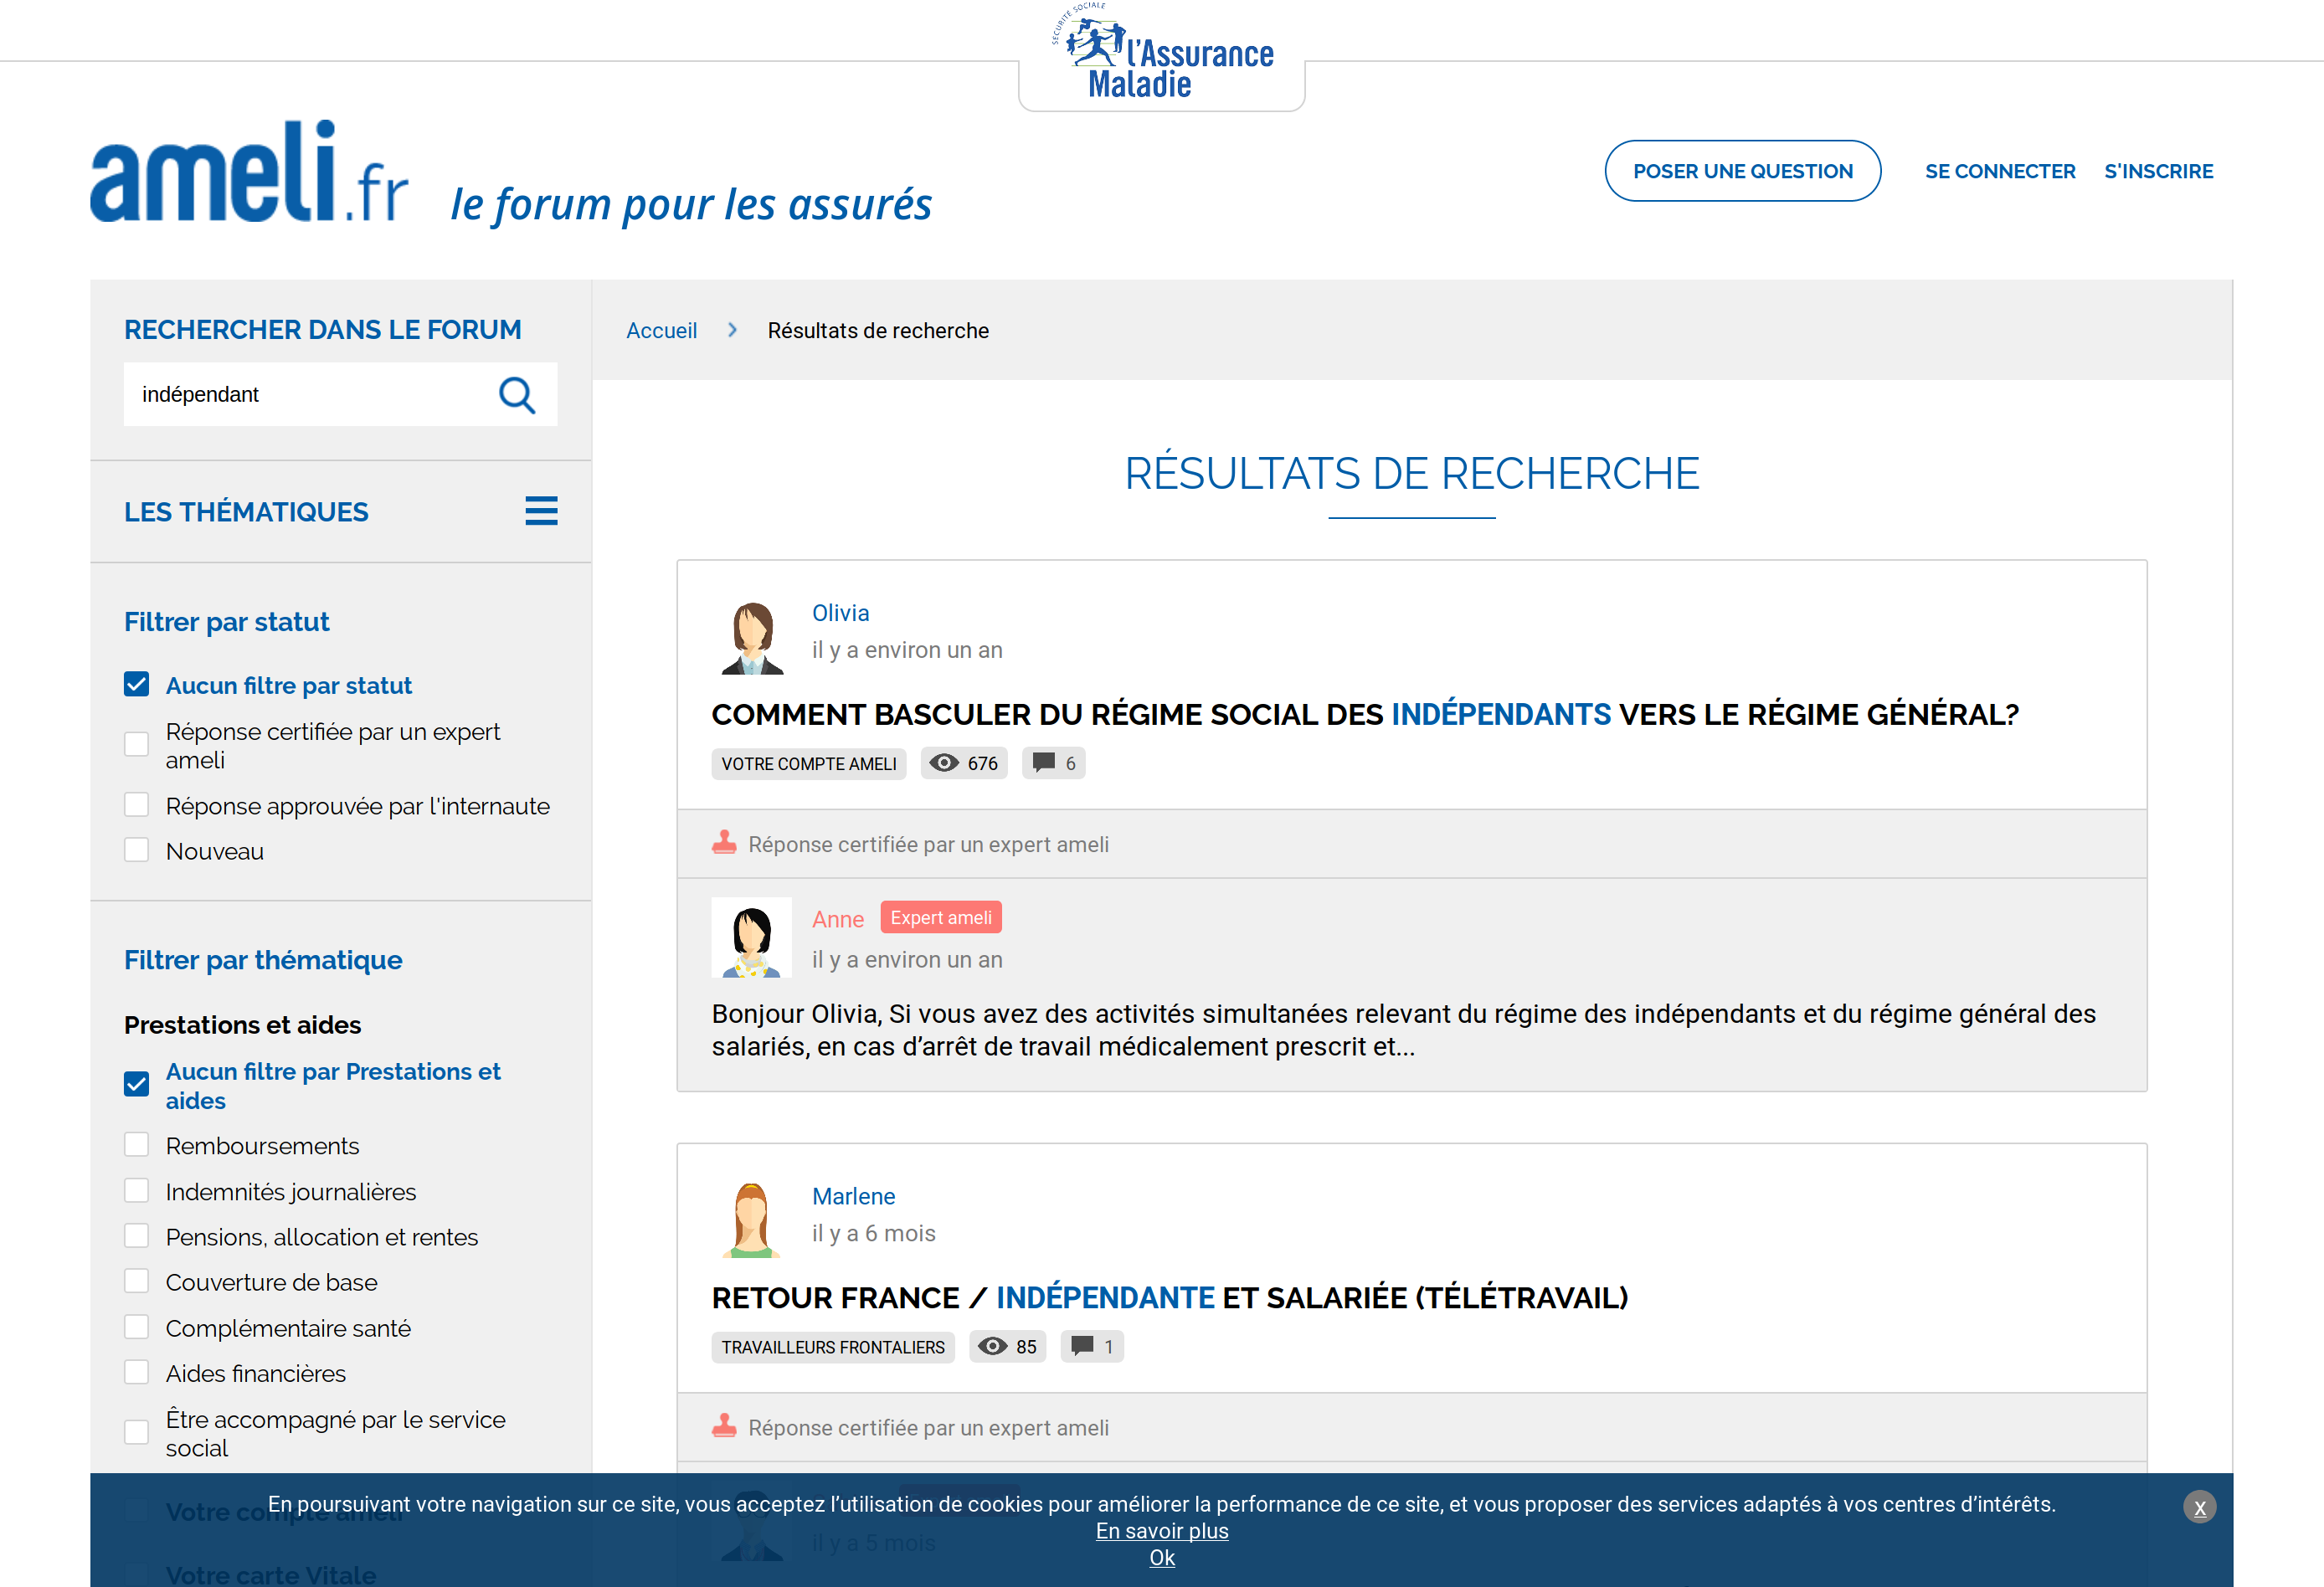 SÉCURITÉ SOCIALE
l'Assurance
Maladie
ameli.fr
le forum pour les assurés
POSER UNE QUESTION
SE CONNECTER
S'INSCRIRE
RECHERCHER DANS LE FORUM
indépendant
LES THÉMATIQUES
Filtrer par statut
Aucun filtre par statut
Réponse certifiée par un expert
ameli
Réponse approuvée par l'internaute
Nouveau
Filtrer par thématique
Prestations et aides
Aucun filtre par Prestations et
aides
Remboursements
Indemnités journalières
Pensions, allocation et rentes
Couverture de base
Complémentaire santé
Aides financières
Être accompagné par le service
social
Votre compte ameli
Votre carte Vitale
Accueil
Résultats de recherche
RÉSULTATS DE RECHERCHE
Olivia
il y a environ un an
COMMENT BASCULER DU RÉGIME SOCIAL DES INDÉPENDANTS VERS LE RÉGIME GÉNÉRAL?
VOTRE COMPTE AMELI 676 6
Réponse certifiée par un expert ameli
Anne Expert ameli
il y a environ un an
Bonjour Olivia, Si vous avez des activités simultanées relevant du régime des indépendants et du régime général des
salariés, en cas d’arrêt de travail médicalement prescrit et...
Marlene
il y a 6 mois
RETOUR FRANCE / INDÉPENDANTE ET SALARIÉE (TÉLÉTRAVAIL)
TRAVAILLEURS FRONTALIERS 85 1
Réponse certifiée par un expert ameli
il y a 5 mois
En poursuivant votre navigation sur ce site, vous acceptez l’utilisation de cookies pour améliorer la performance de ce site, et vous proposer des services adaptés à vos centres d’intérêts.
x
En savoir plus
Ok